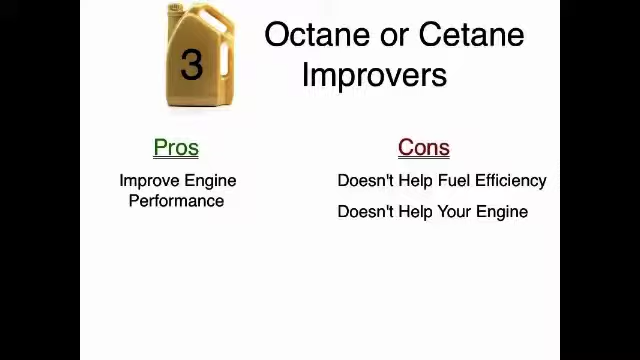 3
Octane or Cetane
Improvers
Pros
Improve Engine
Performance
Cons
Doesn't Help Fuel Efficiency
Doesn't Help Your Engine